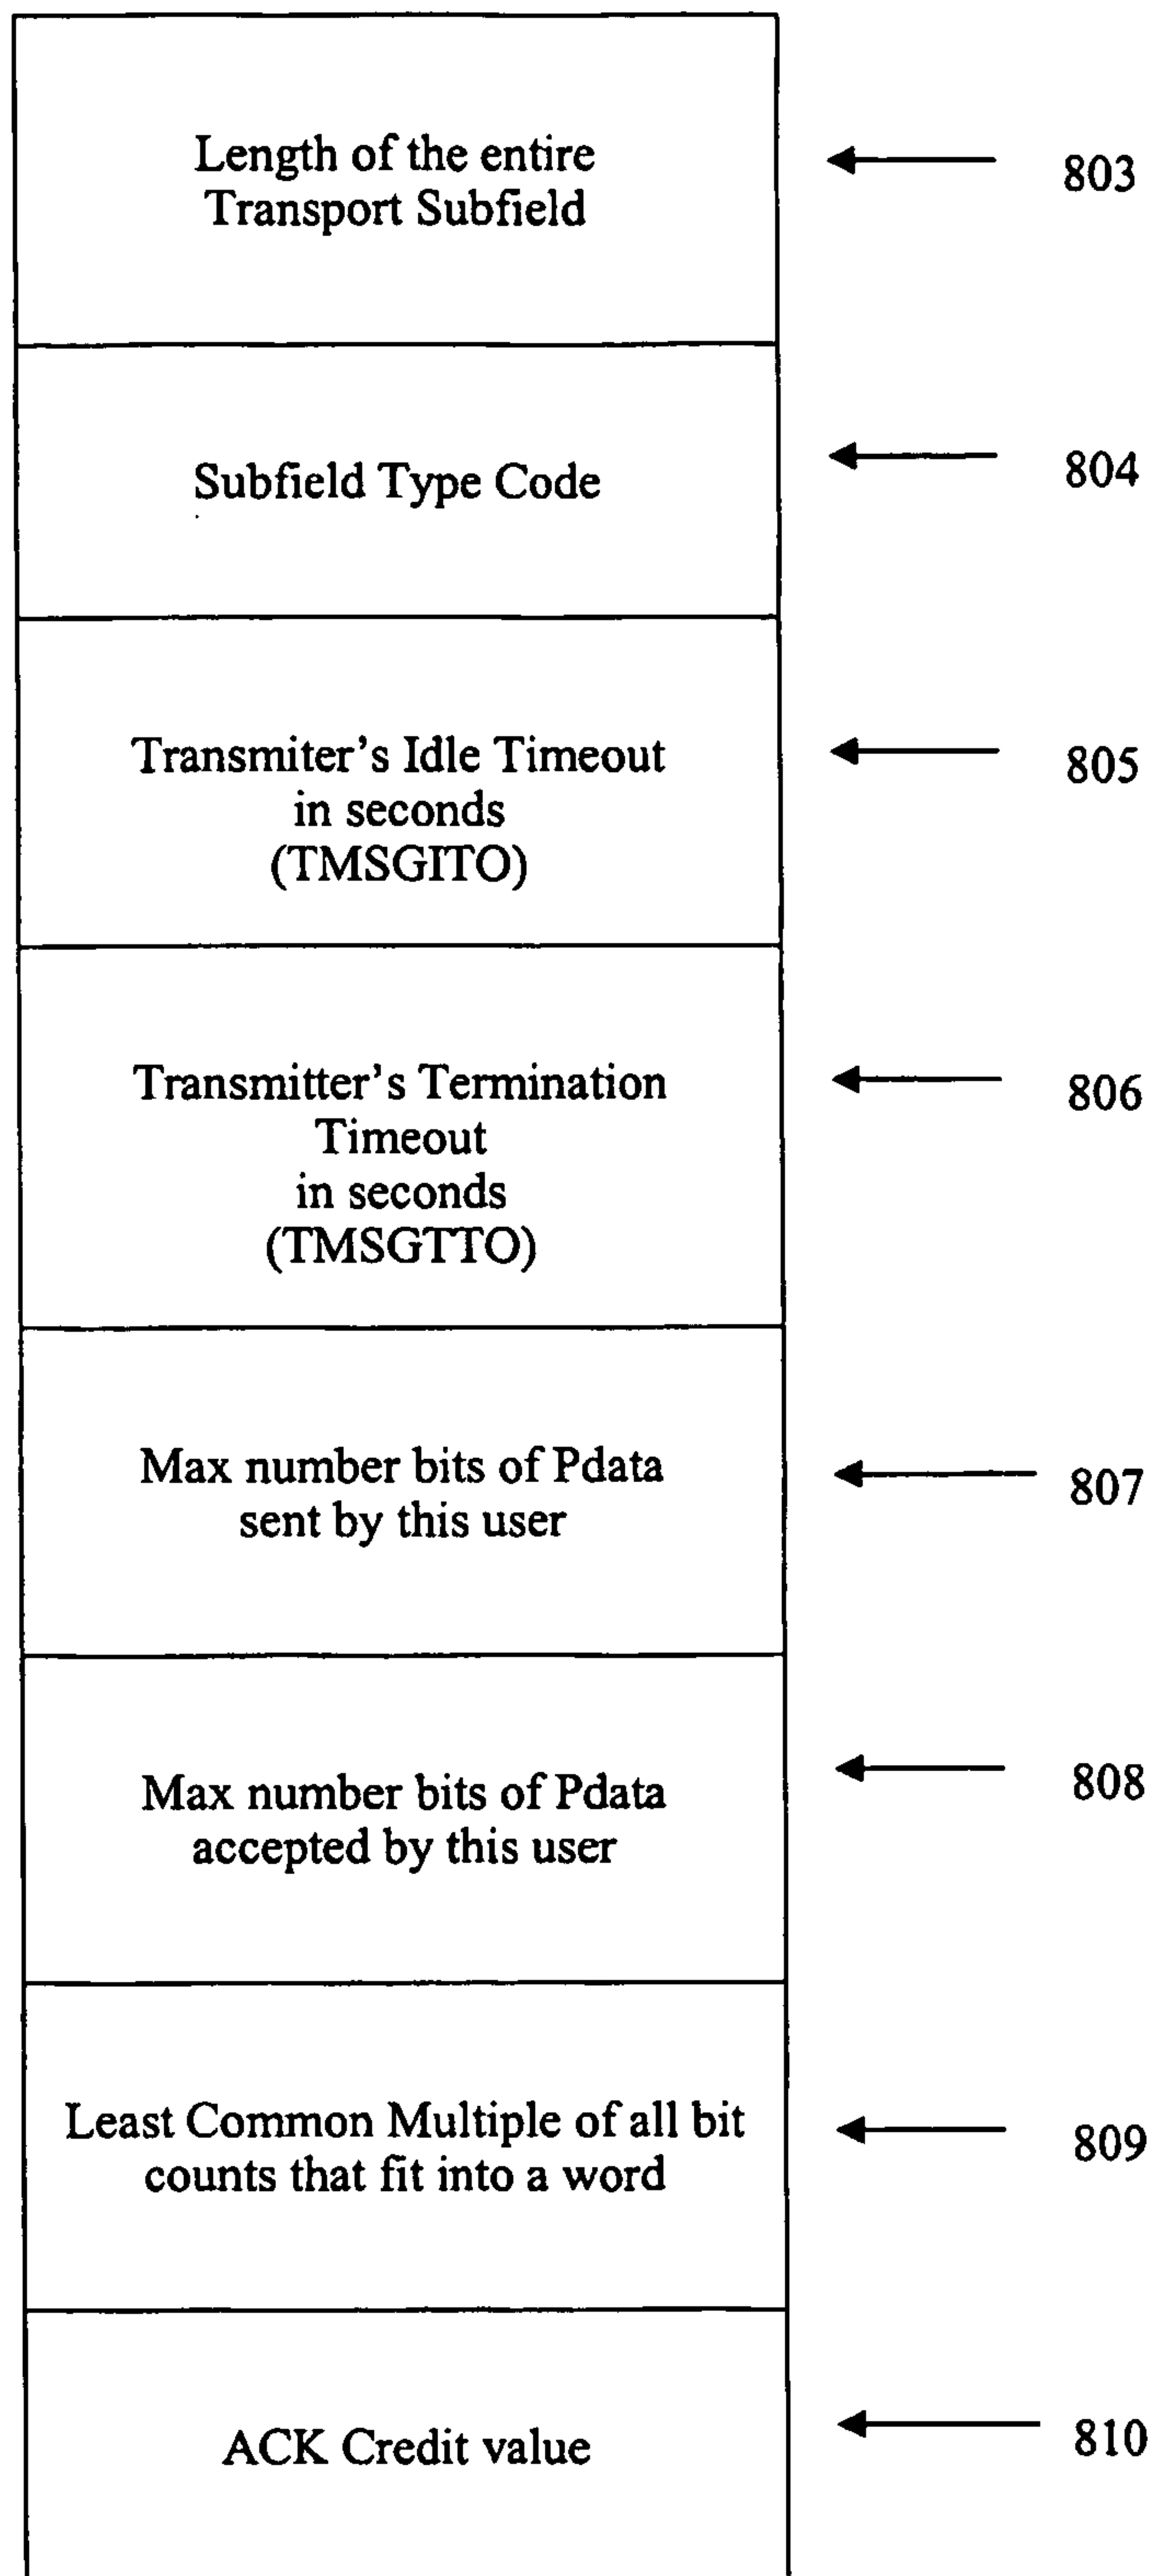 Length of the entire
Transport Subfield
803
Subfield Type Code
804
Transmiter's Idle Timeout
in seconds
(TMSGITO)
805
Transmitter's Termination
Timeout
in seconds
(TMSGTTO)
806
Max number bits of Pdata
sent by this user
807
Max number bits of Pdata
accepted by this user
808
Least Common Multiple of all bit
counts that fit into a word
809
ACK Credit value
810